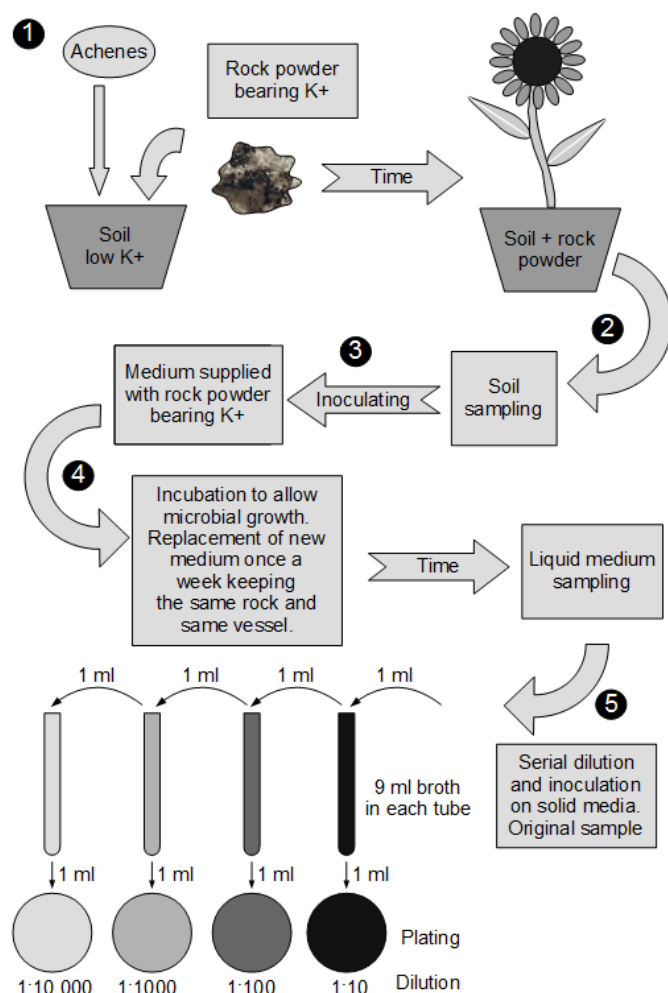 1
Achenes
Rock powder
bearing K+
Time
Soil
low K+
Soil + rock
powder
2
3
Medium supplied
with rock powder
bearing K+
Inoculating
Soil
sampling
4
Incubation to allow
microbial growth.
Replacement of new
medium once a
week keeping
the same rock and
same vessel.
Time
Liquid medium
sampling
1 ml
1 ml
1 ml
1 ml
5
9 ml broth
in each tube
Serial dilution
and inoculation
on solid media.
Original sample
1 ml
1 ml
1 ml
1 ml
Plating
1:10 000
1:1000
1:100
1:10
Dilution